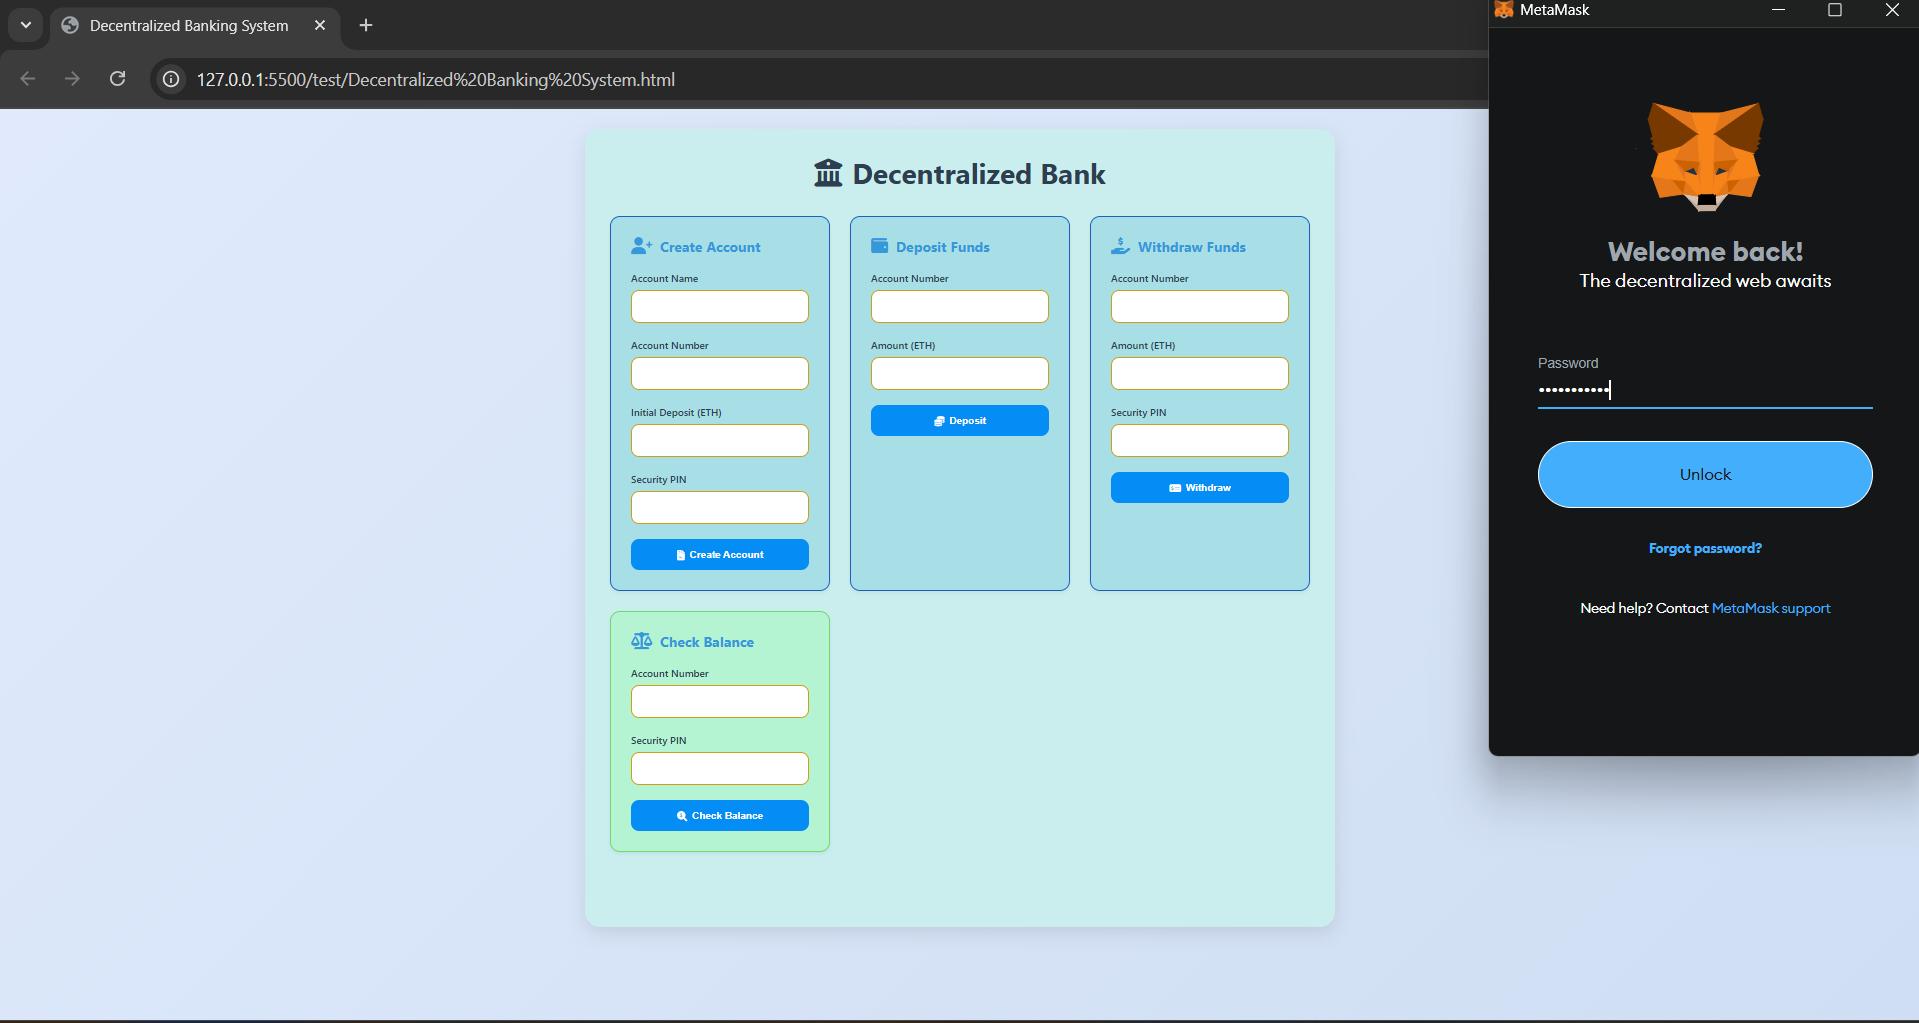 Decentralized Banking System
127.0.0.1:5500/test/Decentralized%20Banking%20System.html
Decentralized Bank
Create Account
Account Name
Account Number
Initial Deposit (ETH)
Security PIN
Create Account
Deposit Funds
Account Number
Amount (ETH)
Deposit
Withdraw Funds
Account Number
Amount (ETH)
Security PIN
Withdraw
Check Balance
Account Number
Security PIN
Check Balance
MetaMask
Welcome back!
The decentralized web awaits
Password
•••••••••••
Unlock
Forgot password?
Need help? Contact MetaMask support